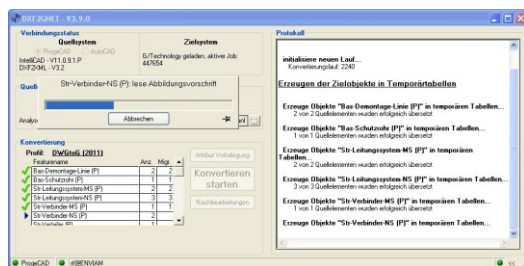 DXF2GNET - V3.9.0
Verbindungsstatus
Quellsystem
ProgeCAD AutoCAD
IntelliCAD - V11.0.9.1.P
DXF2XML - V3.2
Zielsystem
G/Technology geladen, aktiver Job:
447654
Str-Verbinder-NS (P): lese Abbildungsvorschrift
Abbrechen
Konvertierung
Profil: DWGtoG (2011)
Featurename Anz. Migr.
Bas-Demontage-Linie (P) 2 2
Bas-Schutzrohr (P) 1 1
Str-Leitungssystem-MS (P) 2 2
Str-Leitungssystem-NS (P) 3 3
Str-Verbinder-MS (P) 1 1
Str-Verbinder-NS (P) 2
Str-Verteiler (P)
Attribut Vorbelegung
Konvertieren
starten
Nachbearbeitungen
Protokoll
initialisiere neuen Lauf...
Konvertierungslauf: 2240
Erzeugen der Zielobjekte in Temporärtabellen...
Erzeuge Objekte "Bas-Demontage-Linie (P)" in temporären Tabellen...
2 von 2 Quellelementen wurden erfolgreich übersetzt
Erzeuge Objekte "Bas-Schutzrohr (P)" in temporären Tabellen...
1 von 1 Quellelementen wurden erfolgreich übersetzt
Erzeuge Objekte "Str-Leitungssystem-MS (P)" in temporären
Tabellen...
2 von 2 Quellelementen wurden erfolgreich übersetzt
Erzeuge Objekte "Str-Leitungssystem-NS (P)" in temporären Tabellen...
3 von 3 Quellelementen wurden erfolgreich übersetzt
Erzeuge Objekte "Str-Verbinder-MS (P)" in temporären Tabellen...
1 von 1 Quellelementen wurden erfolgreich übersetzt
Erzeuge Objekte "Str-Verbinder-NS (P)" in temporären Tabellen...
ProgeCAD